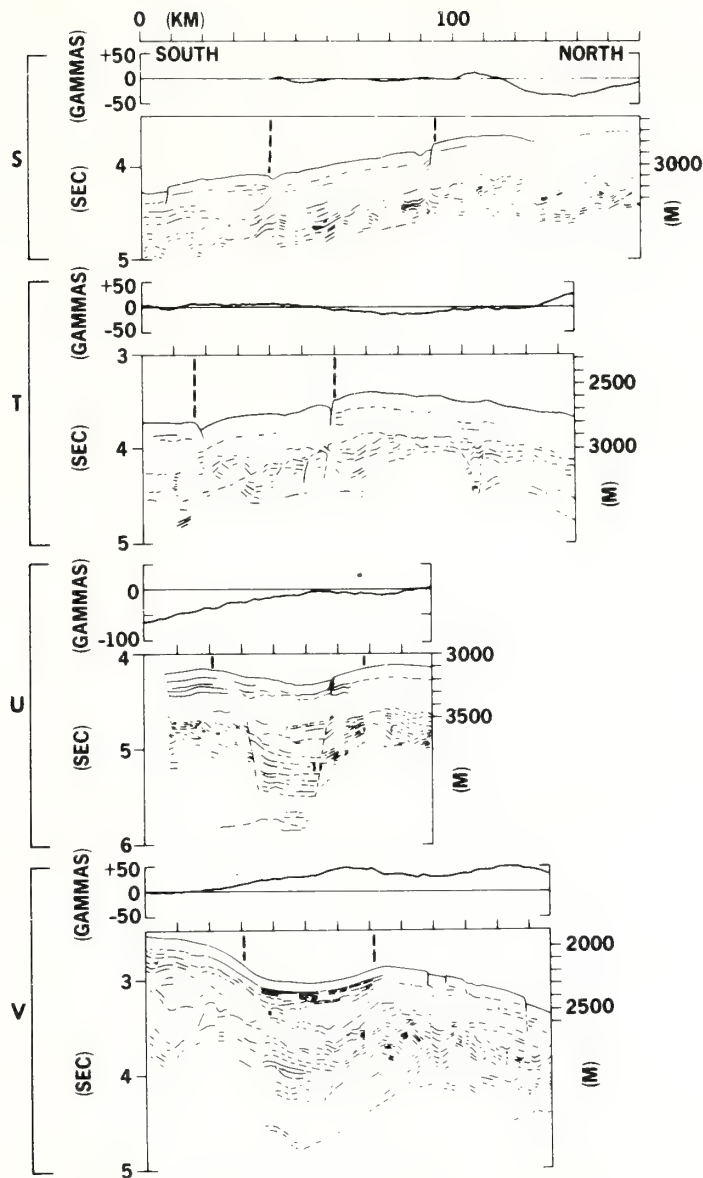 0 (KM) 100
SOUTH NORTH
S
(GAMMAS)
+50
0
-50
(SEC)
4
5
3000
(M)
T
(GAMMAS)
+50
0
-50
(SEC)
3
4
5
2500
3000
(M)
U
(GAMMAS)
0
-100
(SEC)
4
5
6
3000
3500
(M)
V
(GAMMAS)
+50
0
-50
(SEC)
3
4
5
2000
2500
(M)